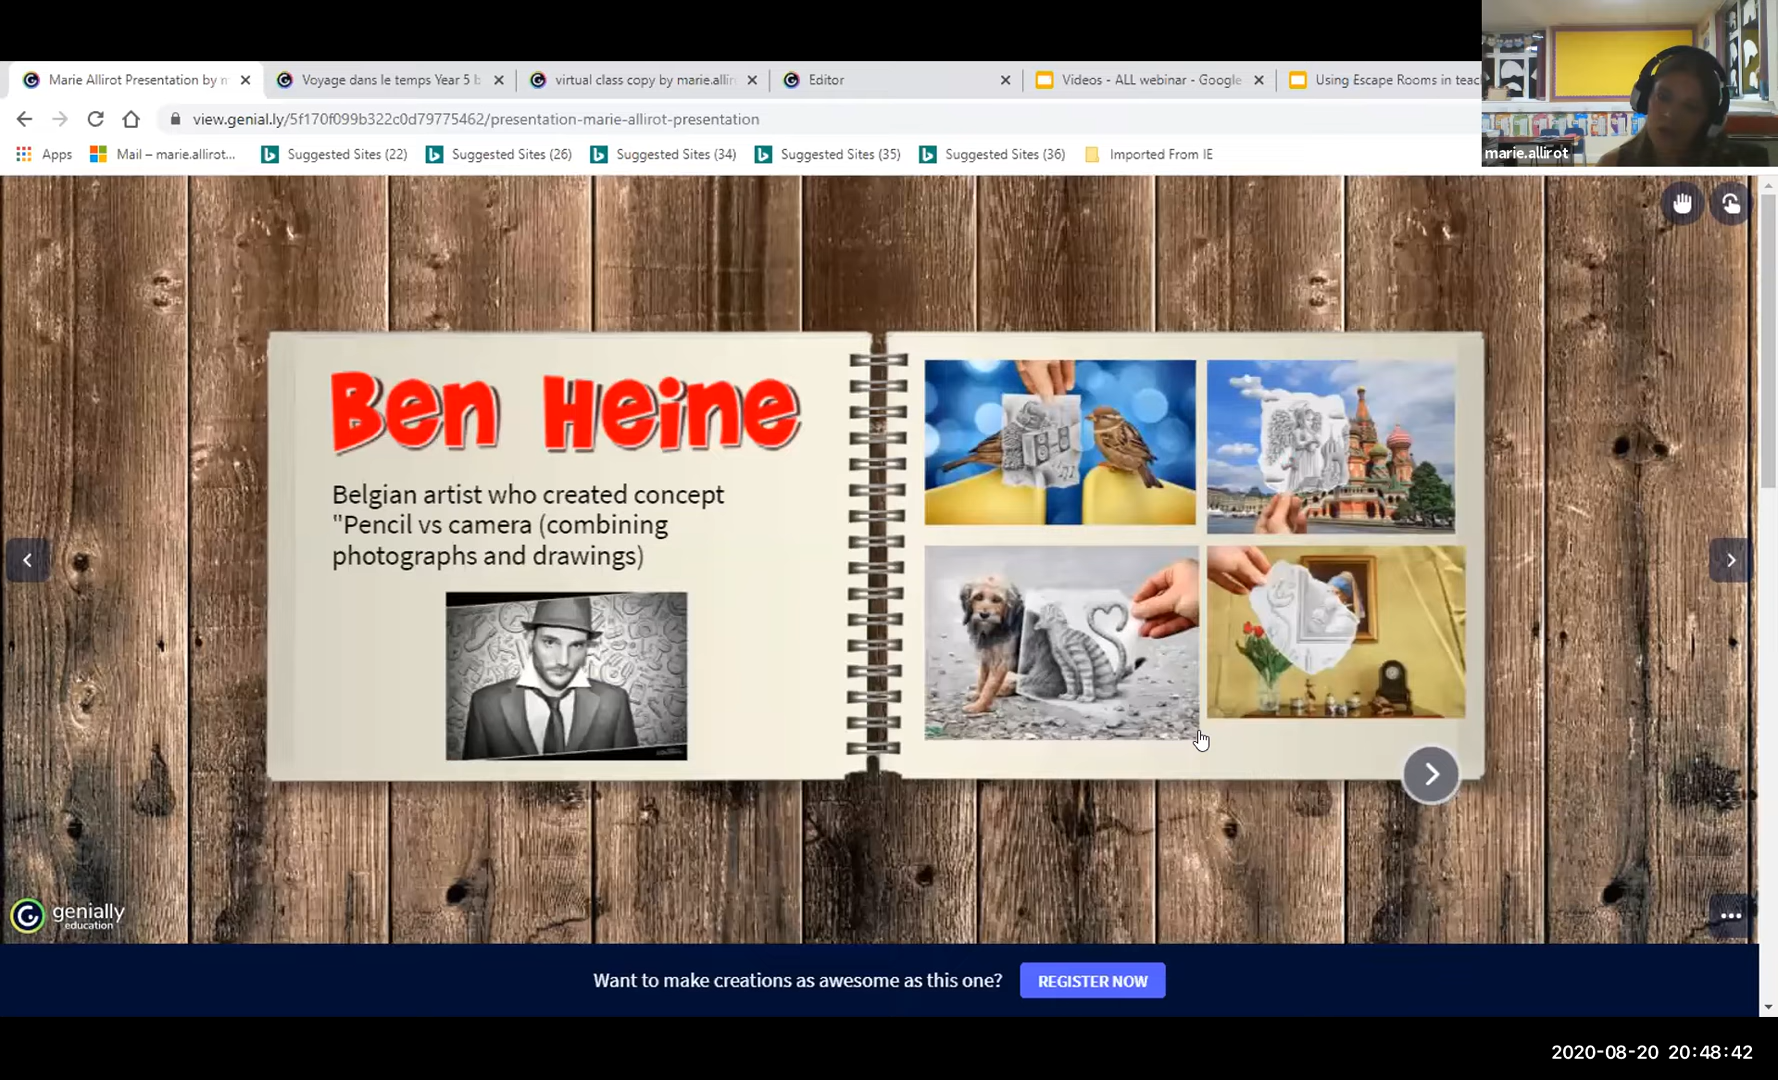 Marie Allirot Presentation by m
Voyage dans le temps Year 5 b
virtual class copy by marie.allir
Editor
Videos - ALL webinar - Google
Using Escape Rooms in teac
view.genial.ly/5f170f099b322c0d79775462/presentation-marie-allirot-presentation
Apps
Mail – marie.allirot...
Suggested Sites (22)
Suggested Sites (26)
Suggested Sites (34)
Suggested Sites (35)
Suggested Sites (36)
Imported From IE
marie.allirot
Ben Heine
Belgian artist who created concept
"Pencil vs camera (combining
photographs and drawings)
genially
education
Want to make creations as awesome as this one?
REGISTER NOW
2020-08-20 20:48:42